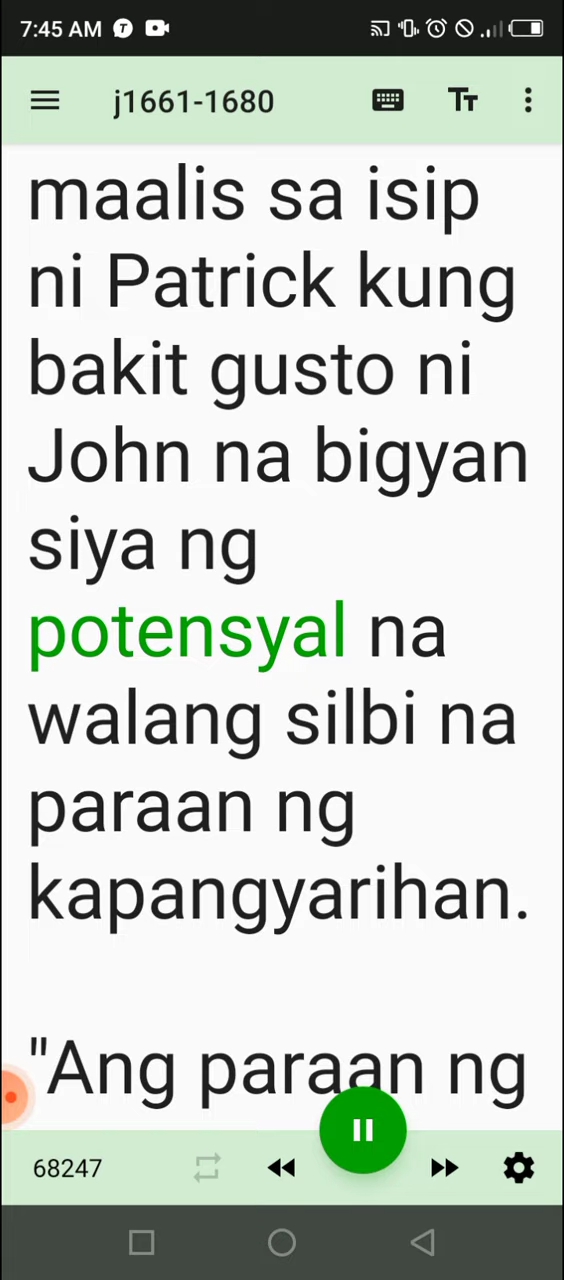 7:45 AM
j1661-1680
Tт
maalis sa isip
ni Patrick kung
bakit gusto ni
John na bigyan
siya ng
potensyal na
walang silbi na
paraan ng
kapangyarihan.
"Ang paraan ng
68247